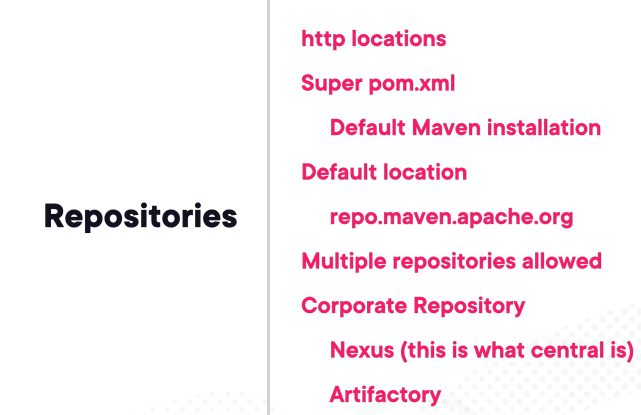 Repositories
http locations
Super pom.xml
Default Maven installation
Default location
repo.maven.apache.org
Multiple repositories allowed
Corporate Repository
Nexus (this is what central is)
Artifactory